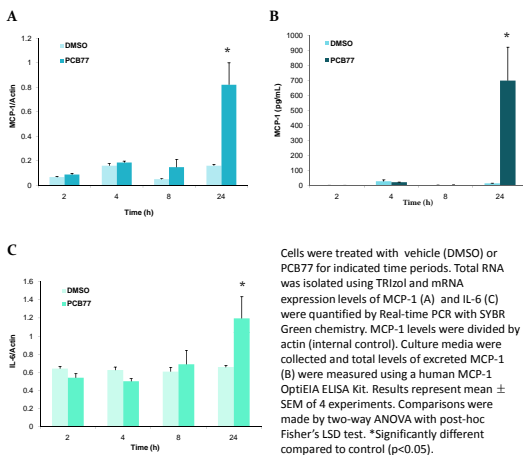 A
DMSO
PCB77
*
1.2
1
0.8
0.6
0.4
0.2
0
MCP-1/Actin
2 4 8 24
Time (h)
B
DMSO
PCB77
*
1000
900
800
700
600
500
400
300
200
100
0
MCP-1 (pg/mL)
2 4 8 24
Time (h)
C
DMSO
PCB77
*
1.6
1.4
1.2
1
0.8
0.6
0.4
0.2
0
IL-6/Actin
2 4 8 24
Time (h)
Cells were treated with vehicle (DMSO) or
PCB77 for indicated time periods. Total RNA
was isolated using TRIzol and mRNA
expression levels of MCP-1 (A) and IL-6 (C)
were quantified by Real-time PCR with SYBR
Green chemistry. MCP-1 levels were divided by
actin (internal control). Culture media were
collected and total levels of excreted MCP-1
(B) were measured using a human MCP-1
OptiEIA ELISA Kit. Results represent mean ±
SEM of 4 experiments. Comparisons were
made by two-way ANOVA with post-hoc
Fisher's LSD test. *Significantly different
compared to control (p<0.05).